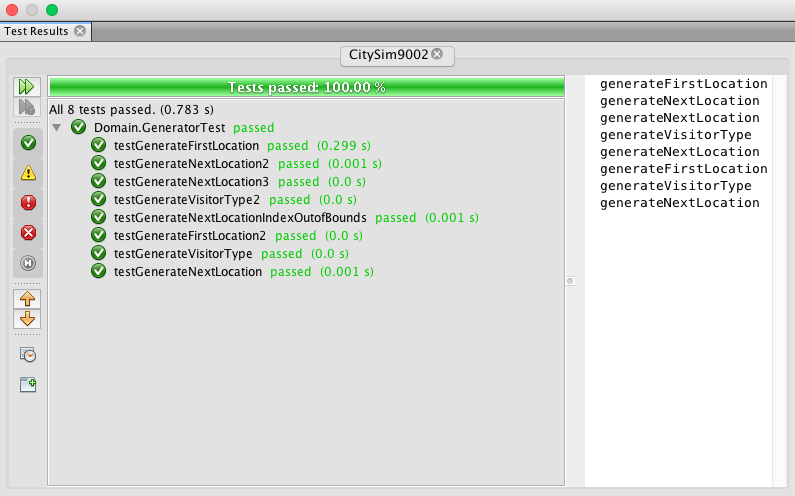 Test Results
CitySim9002
Tests passed: 100.00 %
All 8 tests passed. (0.783 s)
Domain.GeneratorTest passed
testGenerateFirstLocation passed (0.299 s)
testGenerateNextLocation2 passed (0.001 s)
testGenerateNextLocation3 passed (0.0 s)
testGenerateVisitorType2 passed (0.0 s)
testGenerateNextLocationIndexOutofBounds passed (0.001 s)
testGenerateFirstLocation2 passed (0.0 s)
testGenerateVisitorType passed (0.0 s)
testGenerateNextLocation passed (0.001 s)
generateFirstLocation
generateNextLocation
generateNextLocation
generateVisitorType
generateNextLocation
generateFirstLocation
generateVisitorType
generateNextLocation